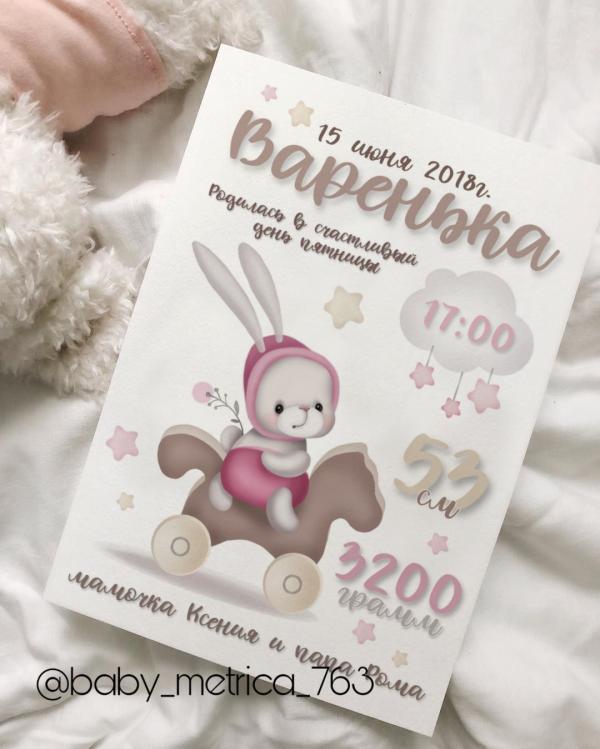 15 июня 2018г.
Варенька
Родилась в счастливый
день пятницы
17:00
53
см
3200
грамм
мамочка Ксения и папа Рома
@baby_metrica_763